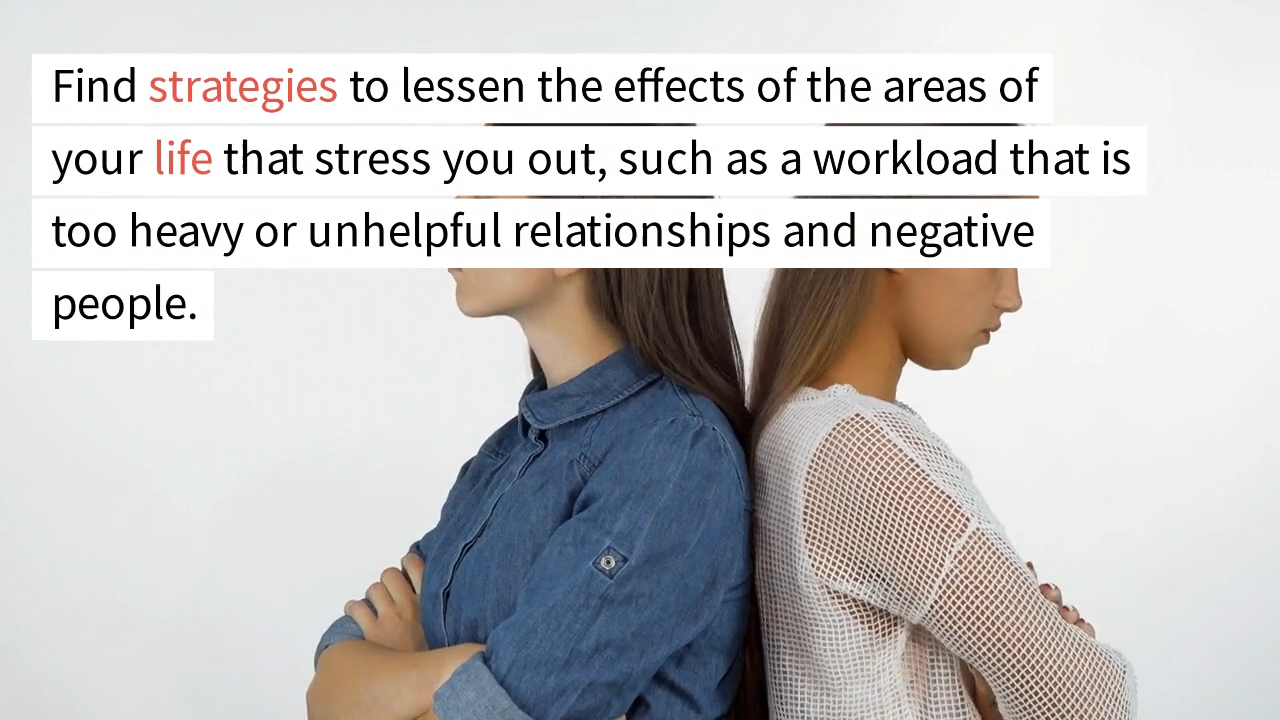 Find strategies to lessen the effects of the areas of
your life that stress you out, such as a workload that is
too heavy or unhelpful relationships and negative
people.